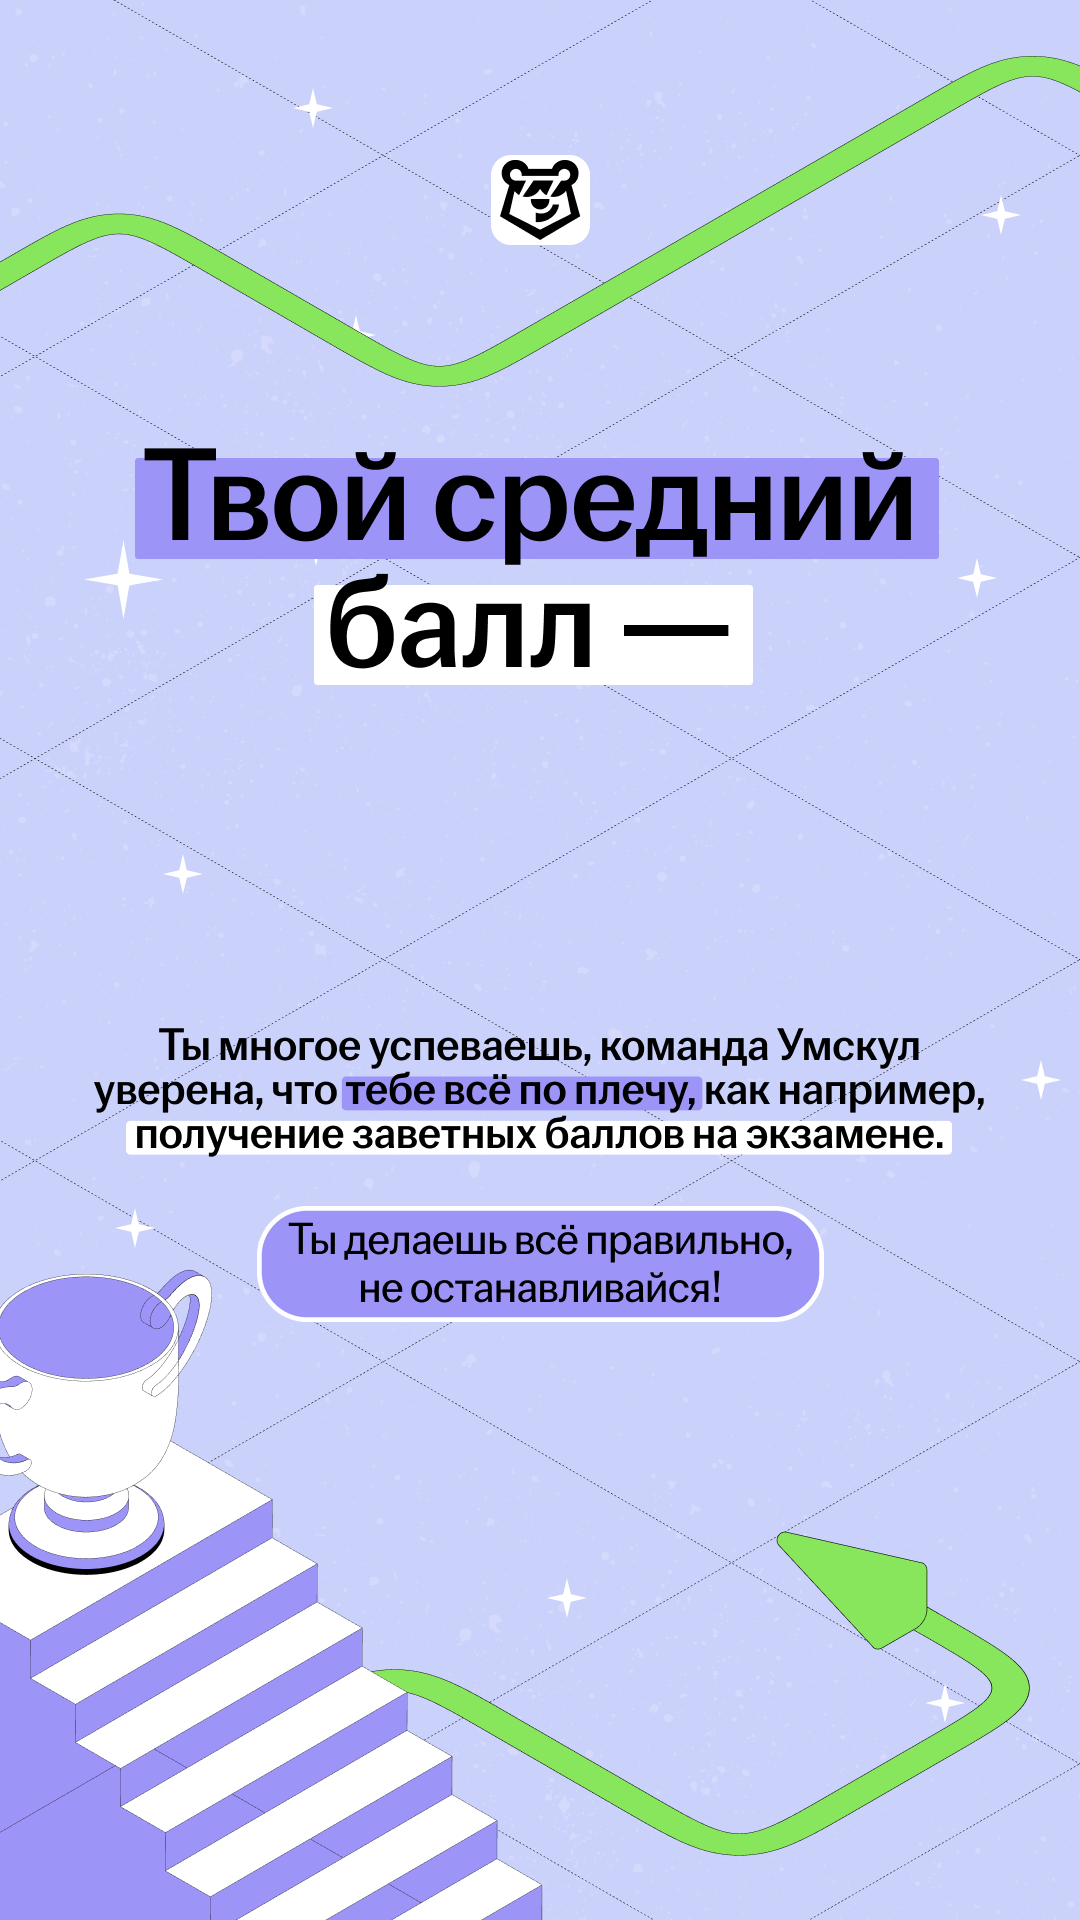 Твой средний
балл —
Ты многое успеваешь, команда Умскул
уверена, что тебе всё по плечу, как например,
получение заветных баллов на экзамене.
Ты делаешь всё правильно,
не останавливайся!